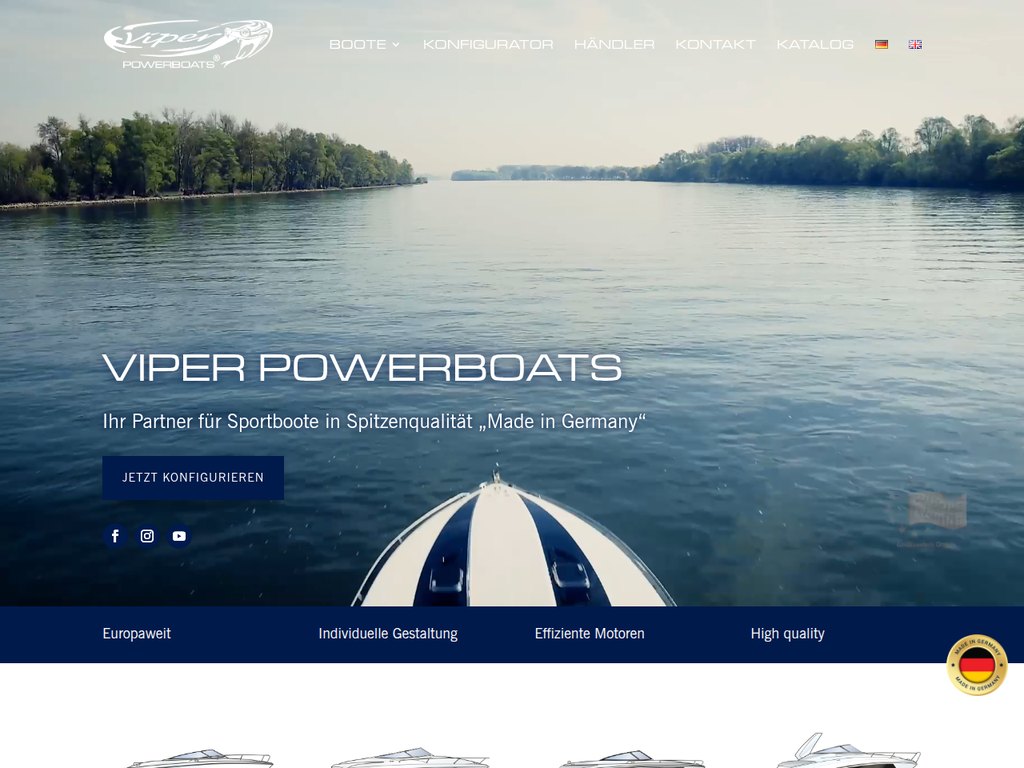 Viper
POWERBOATS®
BOOTE
KONFIGURATOR
HÄNDLER
KONTAKT
KATALOG
VIPER POWERBOATS
Ihr Partner für Sportboote in Spitzenqualität „Made in Germany“
JETZT KONFIGURIEREN
Europaweit
Individuelle Gestaltung
Effiziente Motoren
High quality
MADE IN GERMANY
MADE IN GERMANY